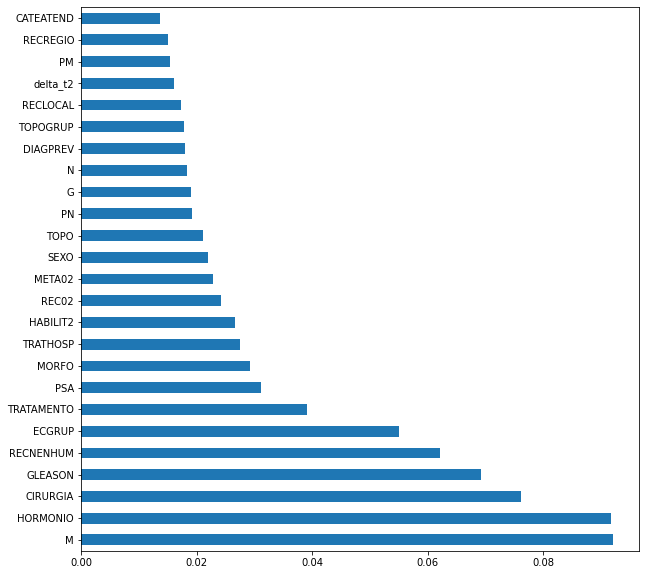 CATEATEND
RECREGIO
PM
delta_t2
RECLOCAL
TOPOGRUP
DIAGPREV
N
G
PN
TOPO
SEXO
META02
REC02
HABILIT2
TRATHOSP
MORFO
PSA
TRATAMENTO
ECGRUP
RECNENHUM
GLEASON
CIRURGIA
HORMONIO
M
0.00 0.02 0.04 0.06 0.08